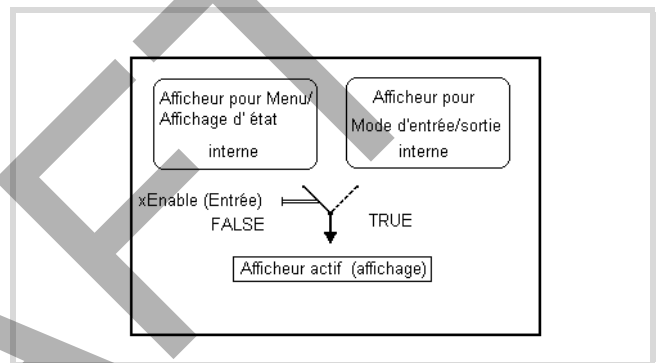 Afficheur pour Menu/
Affichage d' état
interne
Afficheur pour
Mode d'entrée/sortie
interne
xEnable (Entrée)
FALSE
TRUE
Afficheur actif (affichage)